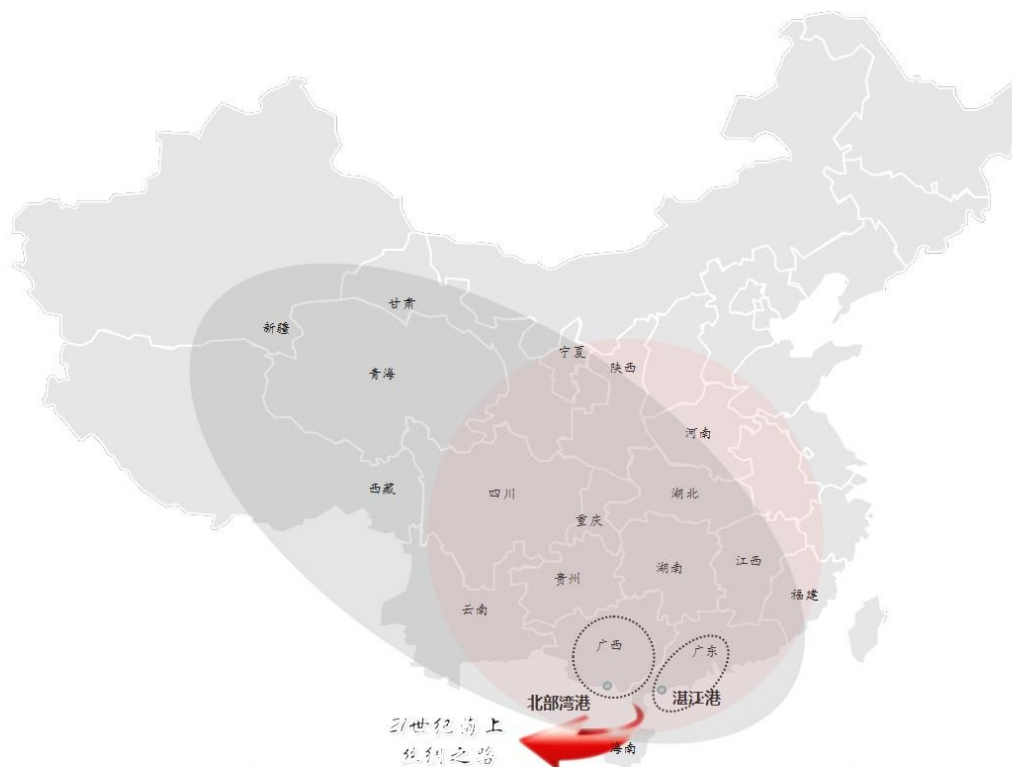 甘肃
新疆
宁夏
陕西
青海
河南
西藏
四川
湖北
重庆
江西
湖南
贵州
福建
云南
广西
广东
北部湾港
湛江港
21世纪海上
丝绸之路
海南